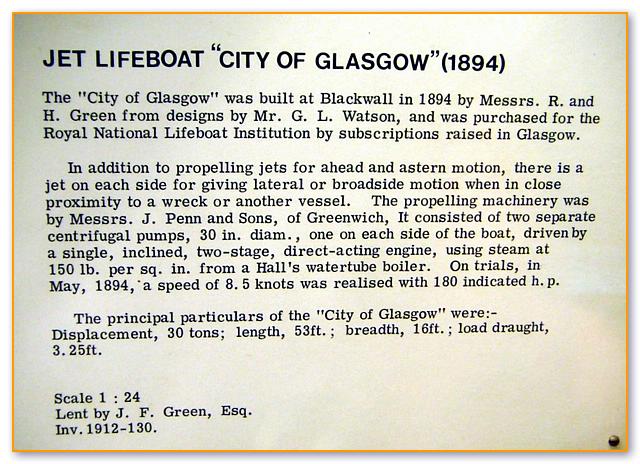 JET LIFEBOAT "CITY OF GLASGOW"(1894)
The "City of Glasgow" was built at Blackwall in 1894 by Messrs. R. and
H. Green from designs by Mr. G. L. Watson, and was purchased for the
Royal National Lifeboat Institution by subscriptions raised in Glasgow.
In addition to propelling jets for ahead and astern motion, there is a
jet on each side for giving lateral or broadside motion when in close
proximity to a wreck or another vessel. The propelling machinery was
by Messrs. J. Penn and Sons, of Greenwich, It consisted of two separate
centrifugal pumps, 30 in. diam., one on each side of the boat, driven by
a single, inclined, two-stage, direct-acting engine, using steam at
150 lb. per sq. in. from a Hall's watertube boiler. On trials, in
May, 1894, a speed of 8.5 knots was realised with 180 indicated h.p.
The principal particulars of the "City of Glasgow" were:-
Displacement, 30 tons; length, 53ft.; breadth, 16ft.; load draught,
3.25ft.
Scale 1 : 24
Lent by J. F. Green, Esq.
Inv. 1912-130.